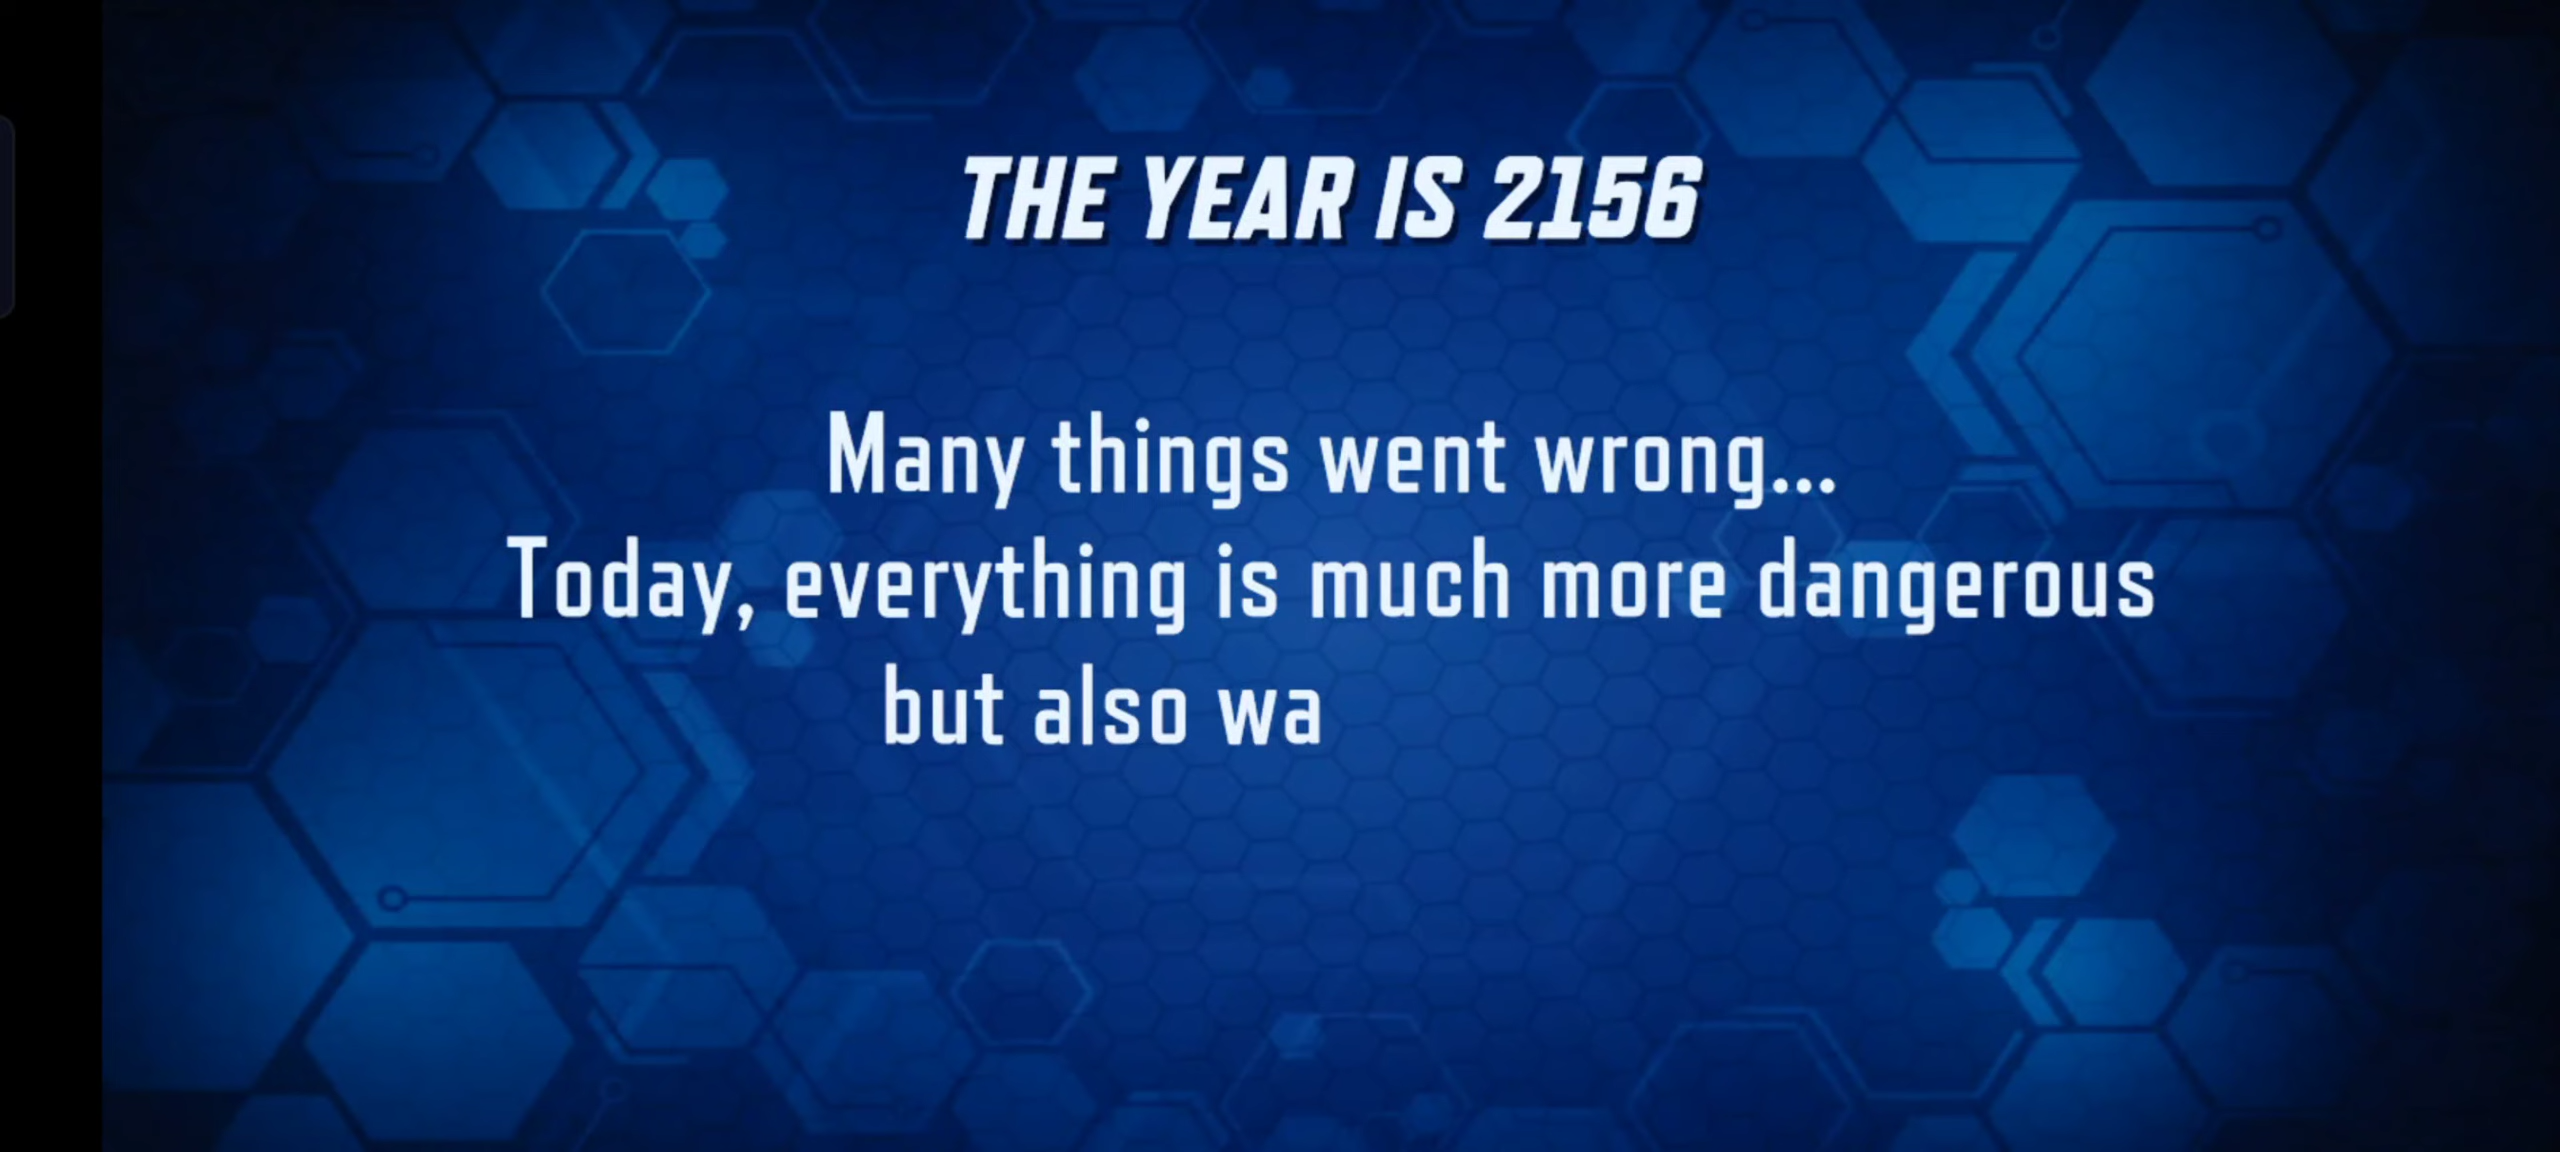 THE YEAR IS 2156
Many things went wrong...
Today, everything is much more dangerous
but also wa